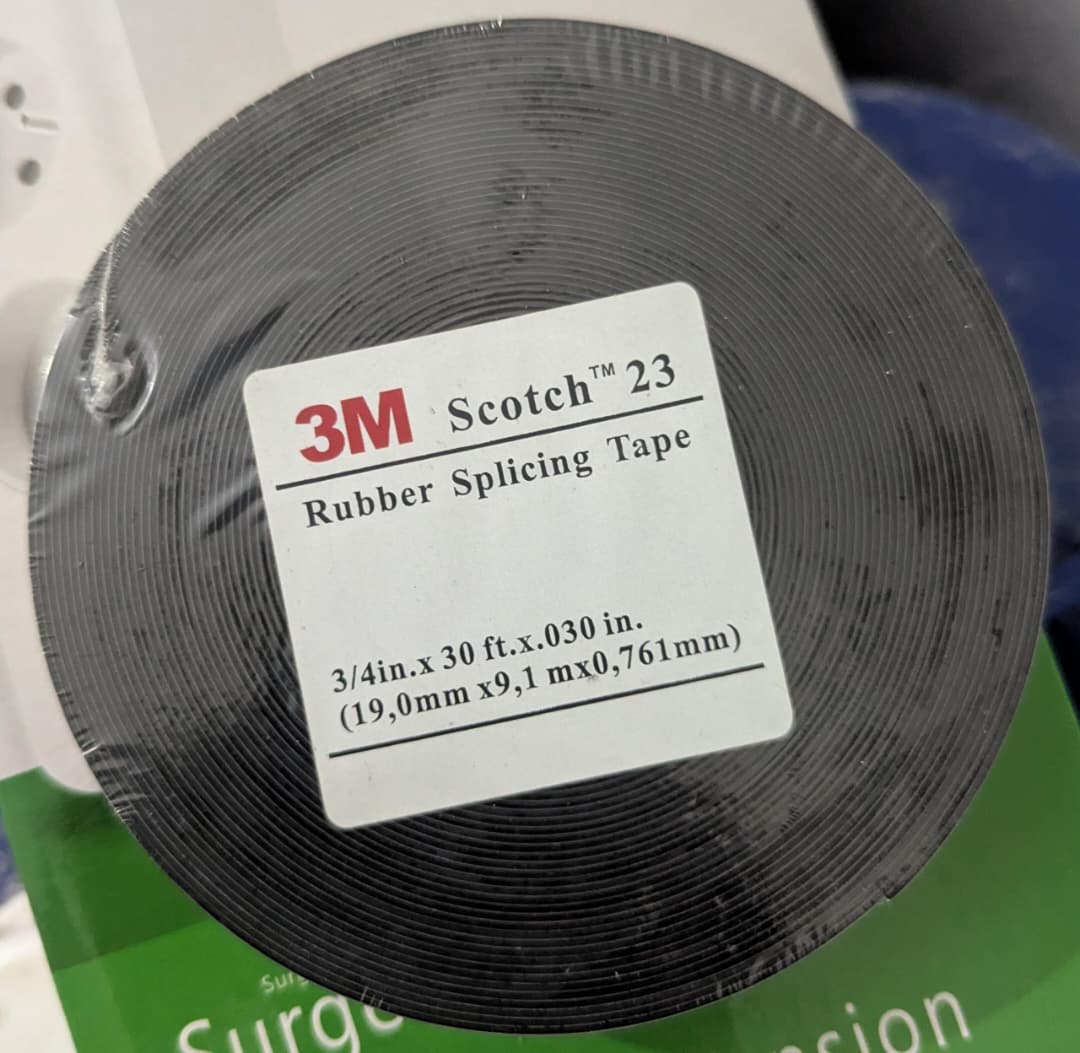 3M Scotch™ 23
Rubber Splicing Tape
3/4in.x 30 ft.x.030 in.
(19,0mm x9,1 mx0,761mm)